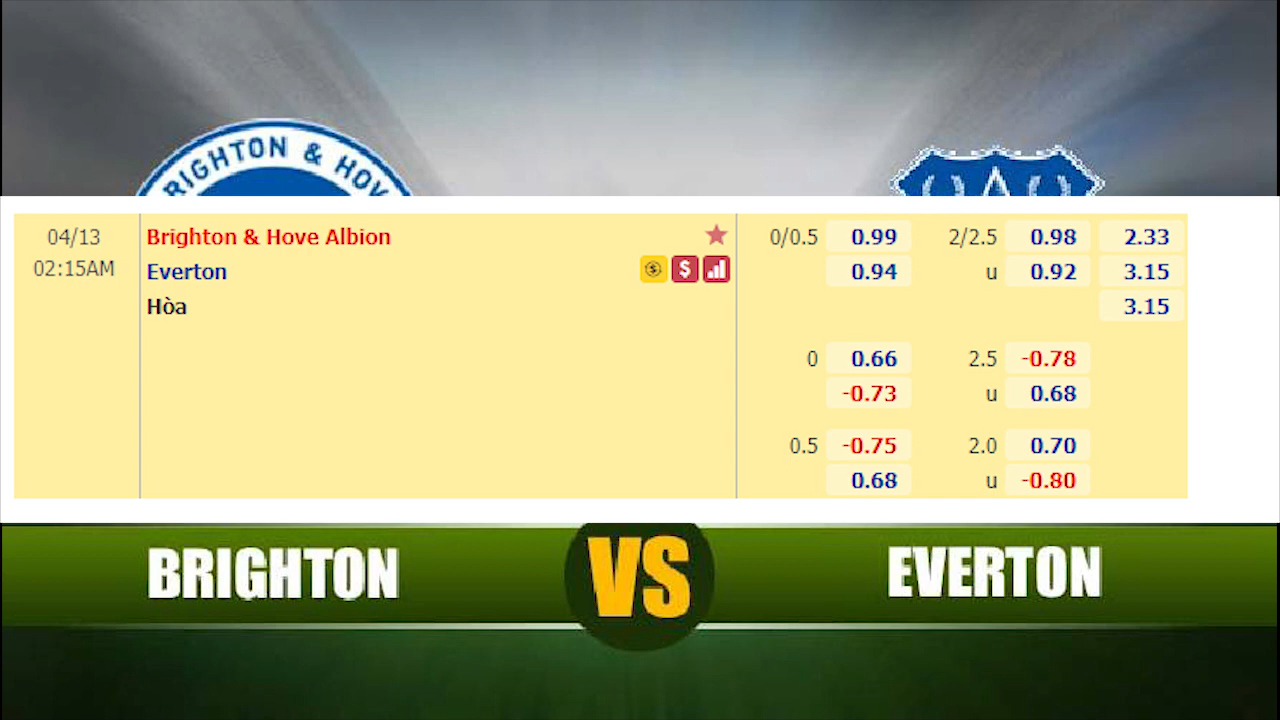 RIGHTON & HOV
04/13 Brighton & Hove Albion 0/0.5 0.99 2/2.5 0.98 2.33
02:15AM Everton $ $ 0.94 u 0.92 3.15
Hòa 3.15
0 0.66 2.5 -0.78
-0.73 u 0.68
0.5 -0.75 2.0 0.70
0.68 u -0.80
BRIGHTON VS EVERTON